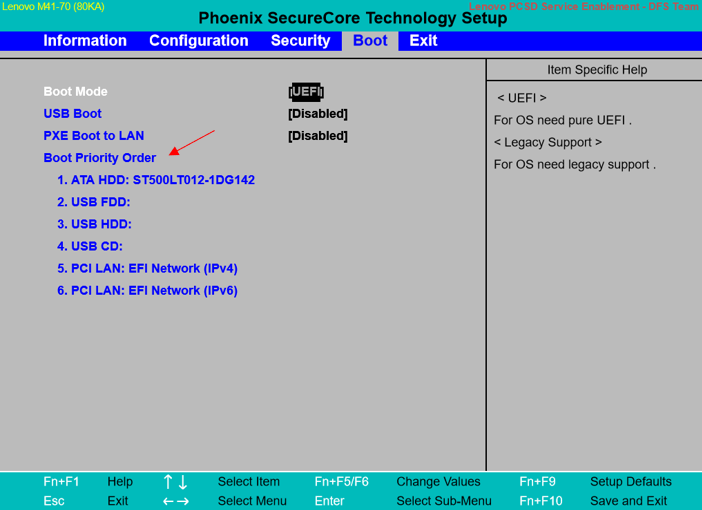 Lenovo M41-70 (80KA)
Lenovo PCSD Service Enablement - DFS Team
Phoenix SecureCore Technology Setup
Information Configuration Security Boot Exit
Item Specific Help
Boot Mode [UEFI]
< UEFI >
USB Boot [Disabled]
For OS need pure UEFI .
PXE Boot to LAN [Disabled]
< Legacy Support >
Boot Priority Order
For OS need legacy support .
1. ATA HDD: ST500LT012-1DG142
2. USB FDD:
3. USB HDD:
4. USB CD:
5. PCI LAN: EFI Network (IPv4)
6. PCI LAN: EFI Network (IPv6)
Fn+F1 Help ↑↓ Select Item Fn+F5/F6 Change Values Fn+F9 Setup Defaults
Esc Exit ←→ Select Menu Enter Select Sub-Menu Fn+F10 Save and Exit